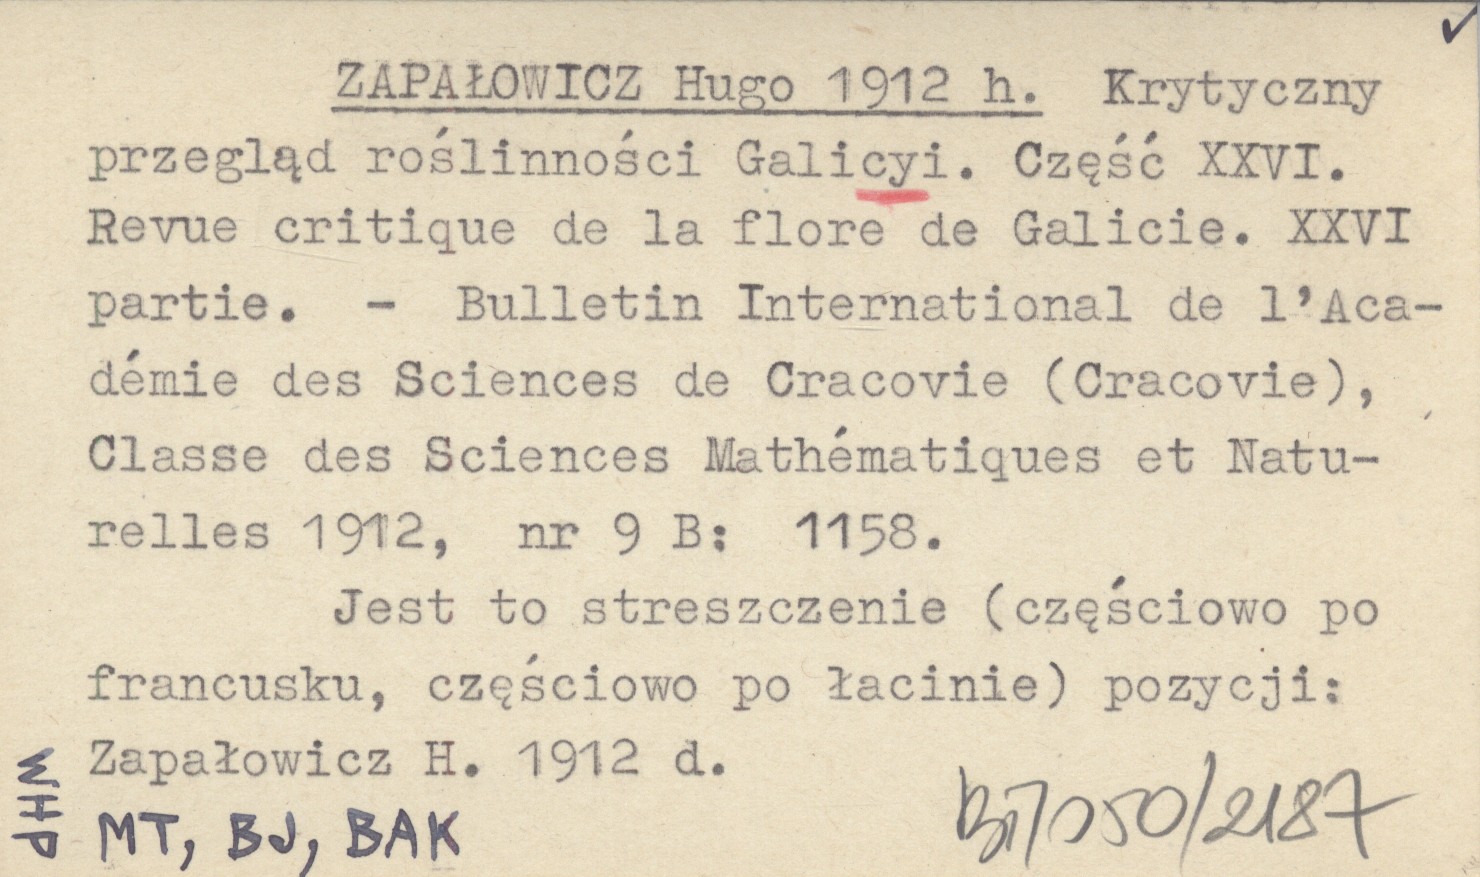 ZAPAŁOWICZ Hugo 1912 h. Krytyczny
przegląd roślinności Galicyi. Część XXVI.
Revue critique de la flore de Galicie. XXVI
partie. - Bulletin International de l'Aca-
démie des Sciences de Cracovie (Cracovie),
Classe des Sciences Mathématiques et Natu-
relles 1912, nr 9 B: 1158.
Jest to streszczenie (częściowo po
francusku, częściowo po łacinie) pozycji:
Zapałowicz H. 1912 d.
WHP
MT, BJ, BAK
/2187